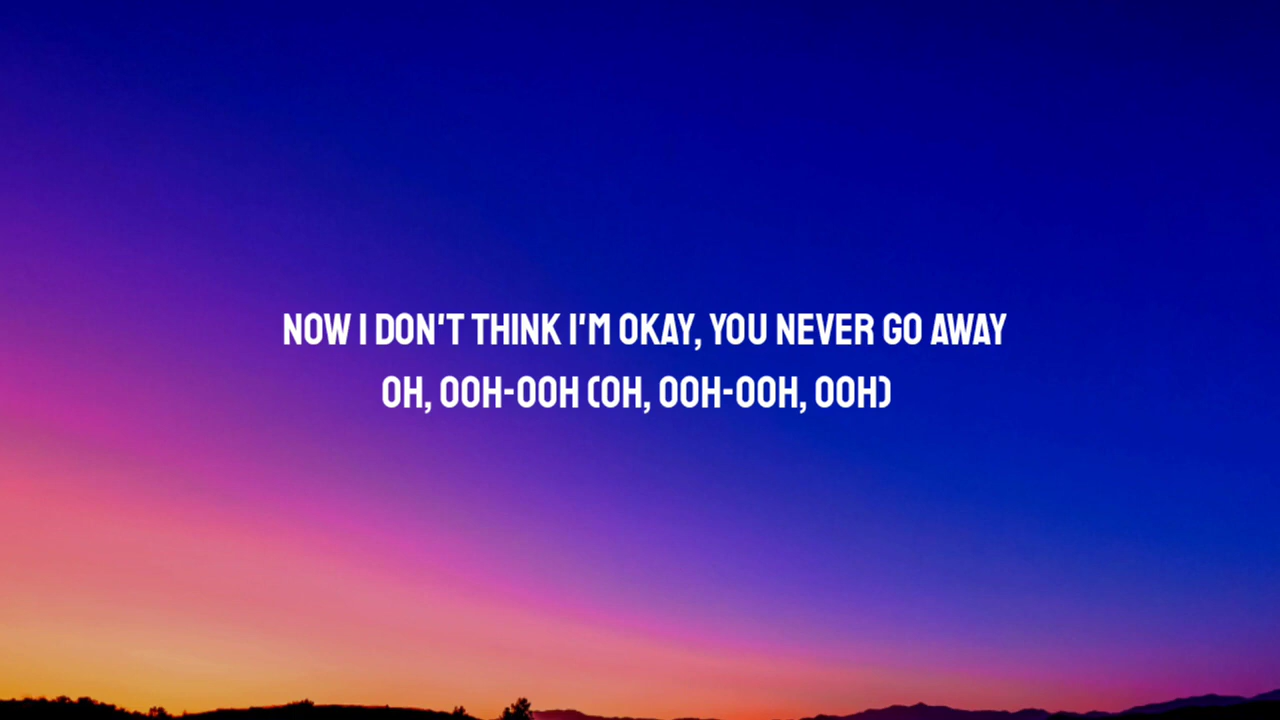 NOW I DON'T THINK I'M OKAY, YOU NEVER GO AWAY
OH, OOH-OOH (OH, OOH-OOH, OOH)